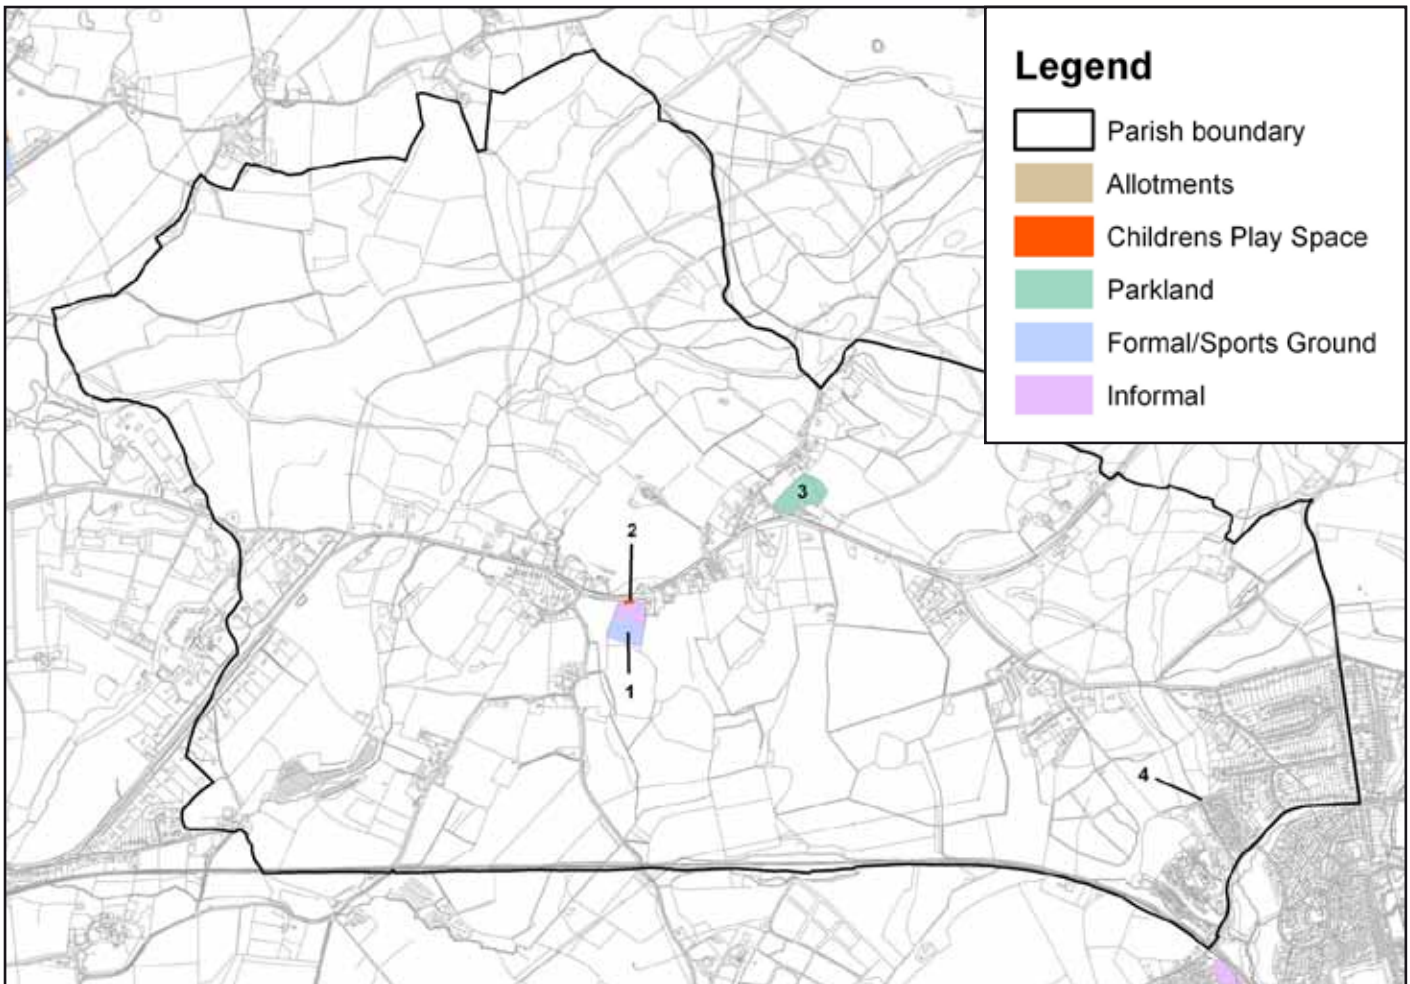 Legend
Parish boundary
Allotments
Childrens Play Space
Parkland
Formal/Sports Ground
Informal
3
2
1
4